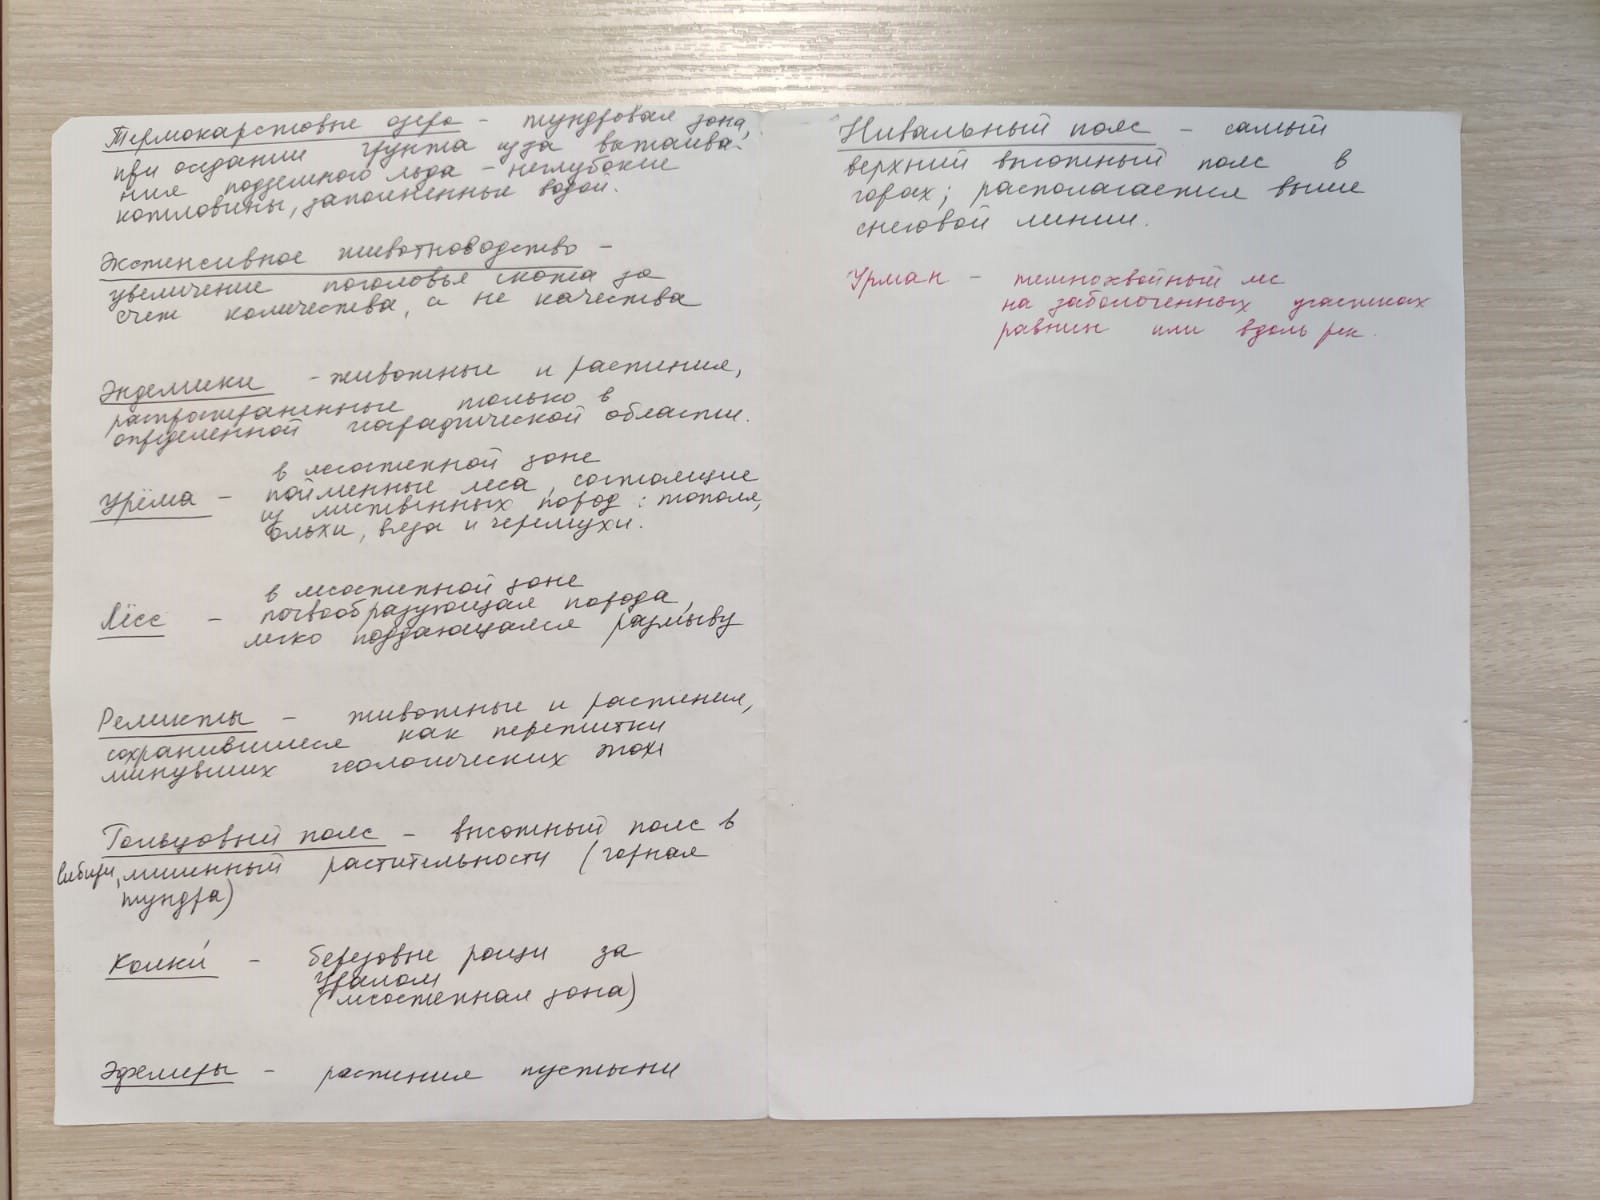 Термокарстовые озера - тундровая зона,
при оседании грунта из-за вытаива-
ния подземного льда - неглубокие
котловины, заполненные водой.
Экстенсивное животноводство -
увеличение поголовья скота за
счет количества, а не качества
Эндемики - животные и растения,
распространенные только в
определенной географической области.
в лесостепной зоне
Урёма - пойменные леса, состоящие
из лиственных пород: тополя,
ольхи, вяза и черемухи.
в лесостепной зоне
Лёсс - почвообразующая порода,
легко поддающаяся размыву
Реликты - животные и растения,
сохранившиеся как пережитки
минувших геологических эпох
Гольцовый пояс - высотный пояс в
Сибири, лишенный растительности (горная
тундра)
Колки́ - березовые рощи за
Уралом
(лесостепная зона)
Эфемеры - растения пустыни
Нивальный пояс - самый
верхний высотный пояс в
горах; располагается выше
снеговой линии.
Урман - темнохвойный лес
на заболоченных участках
равнин или вдоль рек.